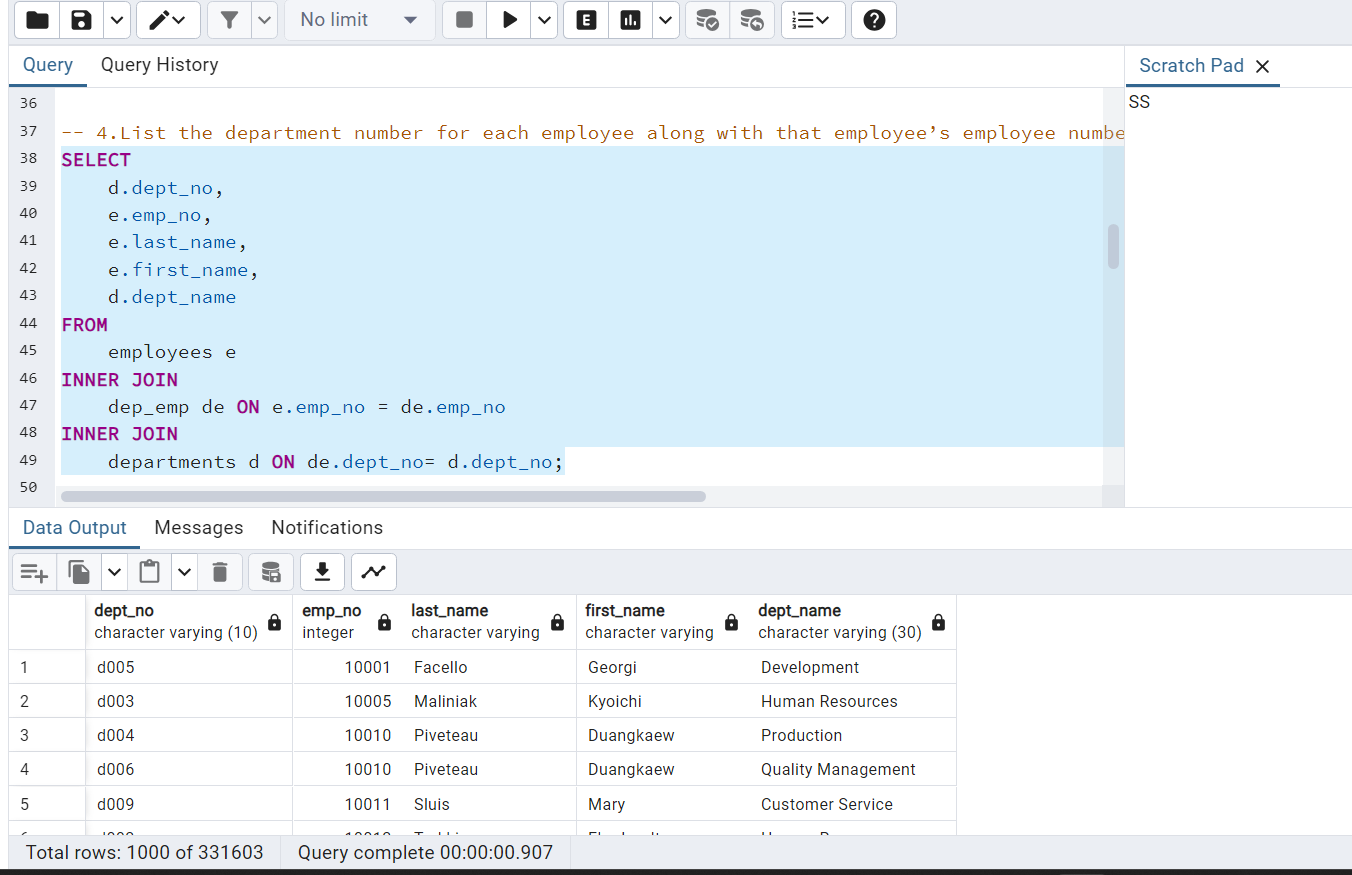 No limit
E
Query Query History
Scratch Pad
SS
36
37 -- 4.List the department number for each employee along with that employee’s employee numbe
38 SELECT
39 d.dept_no,
40 e.emp_no,
41 e.last_name,
42 e.first_name,
43 d.dept_name
44 FROM
45 employees e
46 INNER JOIN
47 dep_emp de ON e.emp_no = de.emp_no
48 INNER JOIN
49 departments d ON de.dept_no= d.dept_no;
50
Data Output Messages Notifications
dept_no emp_no last_name first_name dept_name
character varying (10) integer character varying character varying character varying (30)
1 d005 10001 Facello Georgi Development
2 d003 10005 Maliniak Kyoichi Human Resources
3 d004 10010 Piveteau Duangkaew Production
4 d006 10010 Piveteau Duangkaew Quality Management
5 d009 10011 Sluis Mary Customer Service
Total rows: 1000 of 331603 Query complete 00:00:00.907